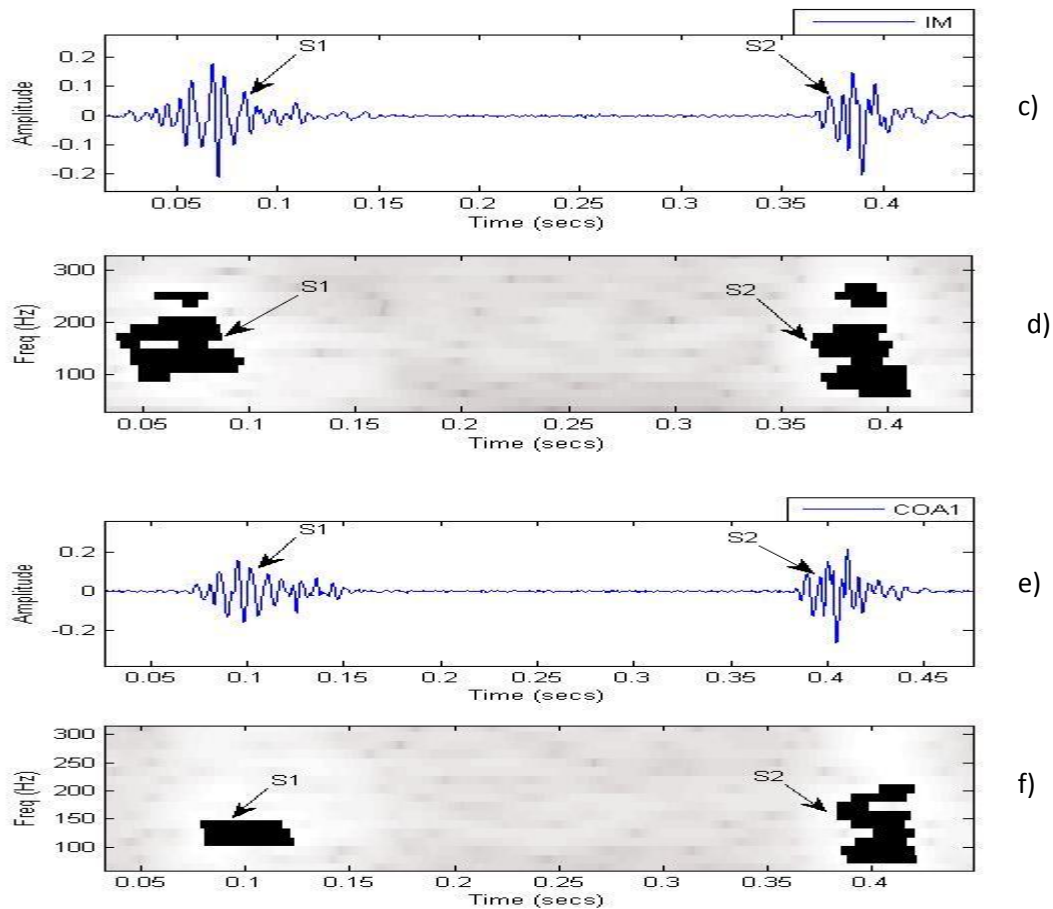 IM
S1
S2
0.2
0.1
0
-0.1
-0.2
Amplitude
c)
0.05 0.1 0.15 0.2 0.25 0.3 0.35 0.4
Time (secs)
300
200
100
Freq (Hz)
S1
S2
d)
0.05 0.1 0.15 0.2 0.25 0.3 0.35 0.4
Time (secs)
COA1
S1
S2
0.2
0
-0.2
Amplitude
e)
0.05 0.1 0.15 0.2 0.25 0.3 0.35 0.4 0.45
Time (secs)
300
250
200
150
100
Freq (Hz)
S1
S2
f)
0.05 0.1 0.15 0.2 0.25 0.3 0.35 0.4
Time (secs)